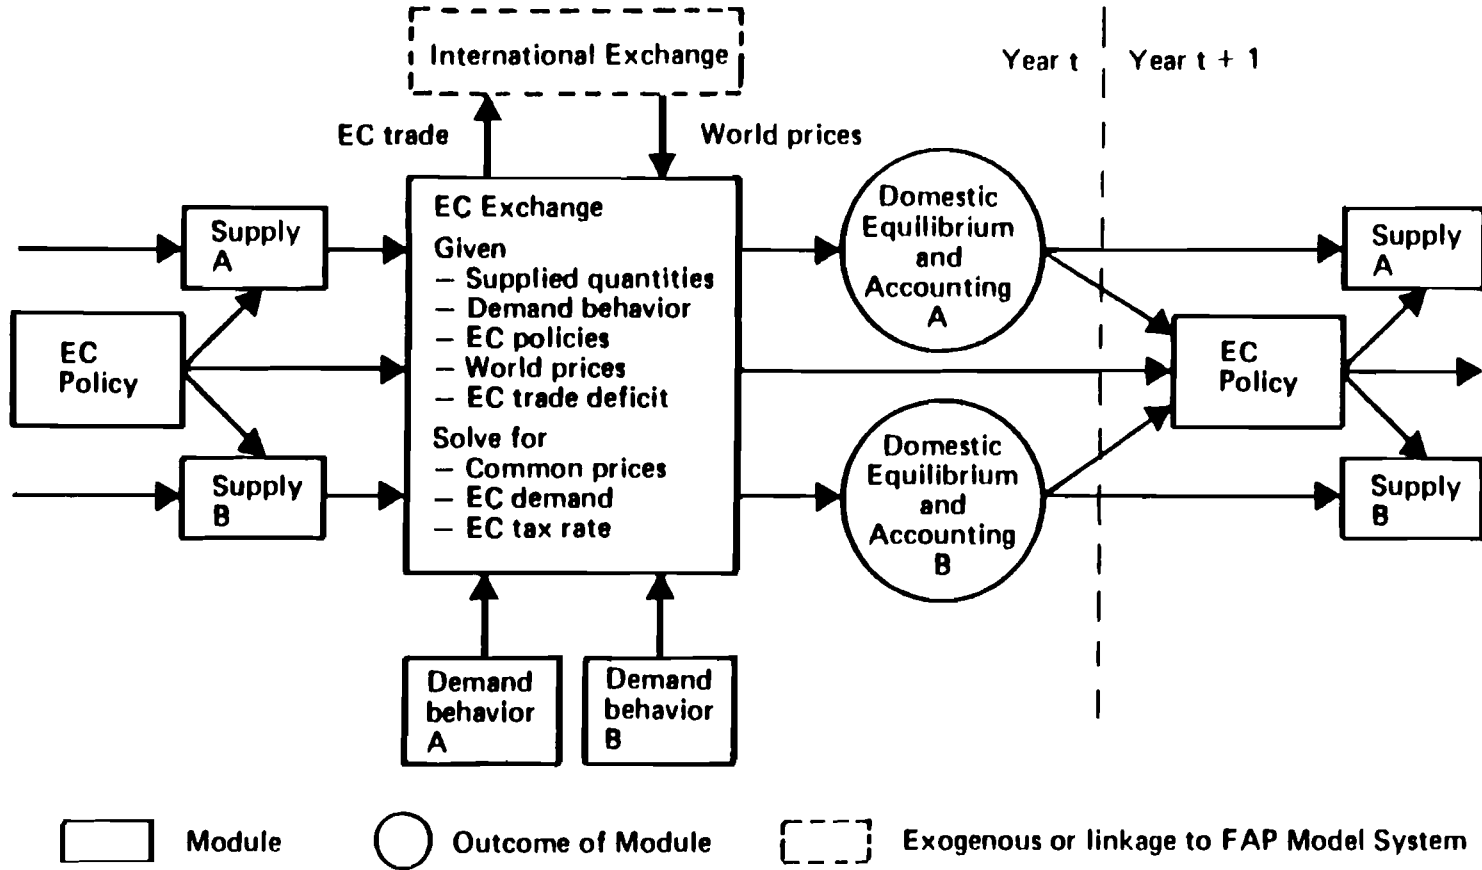 International Exchange
Year t
Year t + 1
EC trade
World prices
Supply
A
EC
Policy
Supply
B
EC Exchange
Given
— Supplied quantities
— Demand behavior
— EC policies
— World prices
— EC trade deficit
Solve for
— Common prices
— EC demand
— EC tax rate
Demand
behavior
A
Demand
behavior
B
Domestic
Equilibrium
and
Accounting
A
Domestic
Equilibrium
and
Accounting
B
EC
Policy
Supply
A
Supply
B
Module
Outcome of Module
Exogenous or linkage to FAP Model System